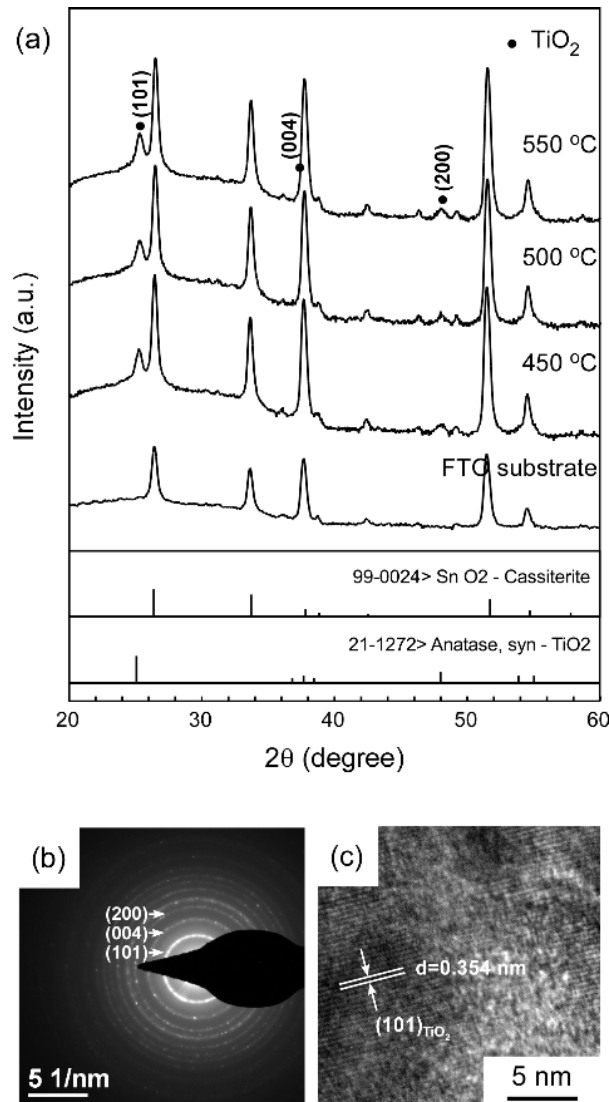 (a)
● TiO2
(101)
(004)
(200)
550 °C
500 °C
450 °C
FTO substrate
Intensity (a.u.)
99-0024> Sn O2 - Cassiterite
21-1272> Anatase, syn - TiO2
20 30 40 50 60
2θ (degree)
(b)
(200)
(004)
(101)
5 1/nm
(c)
d=0.354 nm
(101)TiO2
5 nm